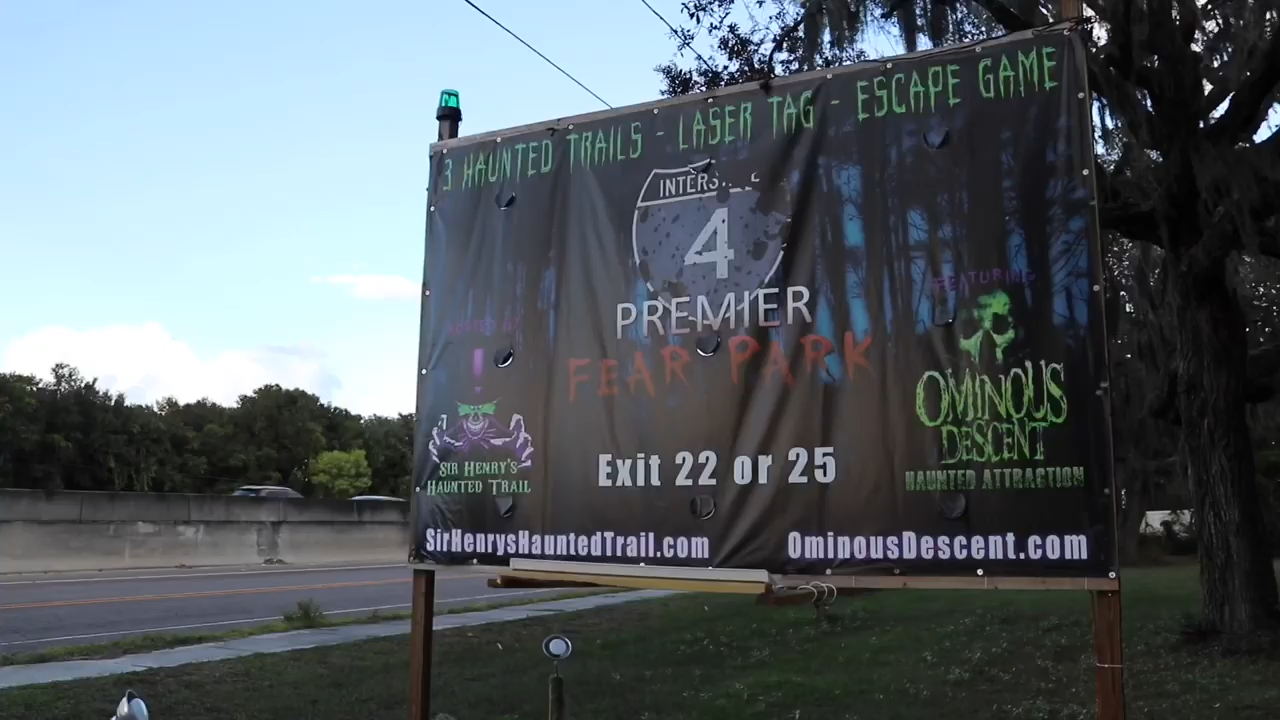 3 HAUNTED TRAILS - LASER TAG - ESCAPE GAME
4
PREMIER
FEAR PARK
FEATURING
OMINOUS
DESCENT
HAUNTED ATTRACTION
SIR HENRY'S
HAUNTED TRAIL
Exit 22 or 25
SirHenrysHauntedTrail.com
OminousDescent.com